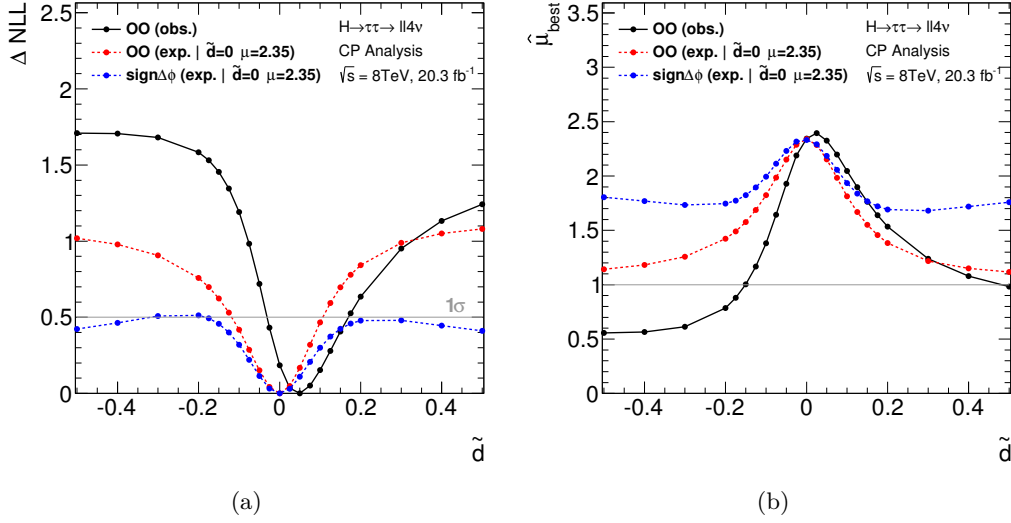 Δ NLL
2.5
2
1.5
1
0.5
0
-0.4 -0.2 0 0.2 0.4
d̃
OO (obs.)
OO (exp. | d̃=0 μ=2.35)
signΔϕ (exp. | d̃=0 μ=2.35)
H→ττ→ ll4ν
CP Analysis
√s = 8TeV, 20.3 fb⁻¹
1σ
(a)
μ̂best
3.5
3
2.5
2
1.5
1
0.5
0
-0.4 -0.2 0 0.2 0.4
d̃
OO (obs.)
OO (exp. | d̃=0 μ=2.35)
signΔϕ (exp. | d̃=0 μ=2.35)
H→ττ→ ll4ν
CP Analysis
√s = 8TeV, 20.3 fb⁻¹
(b)